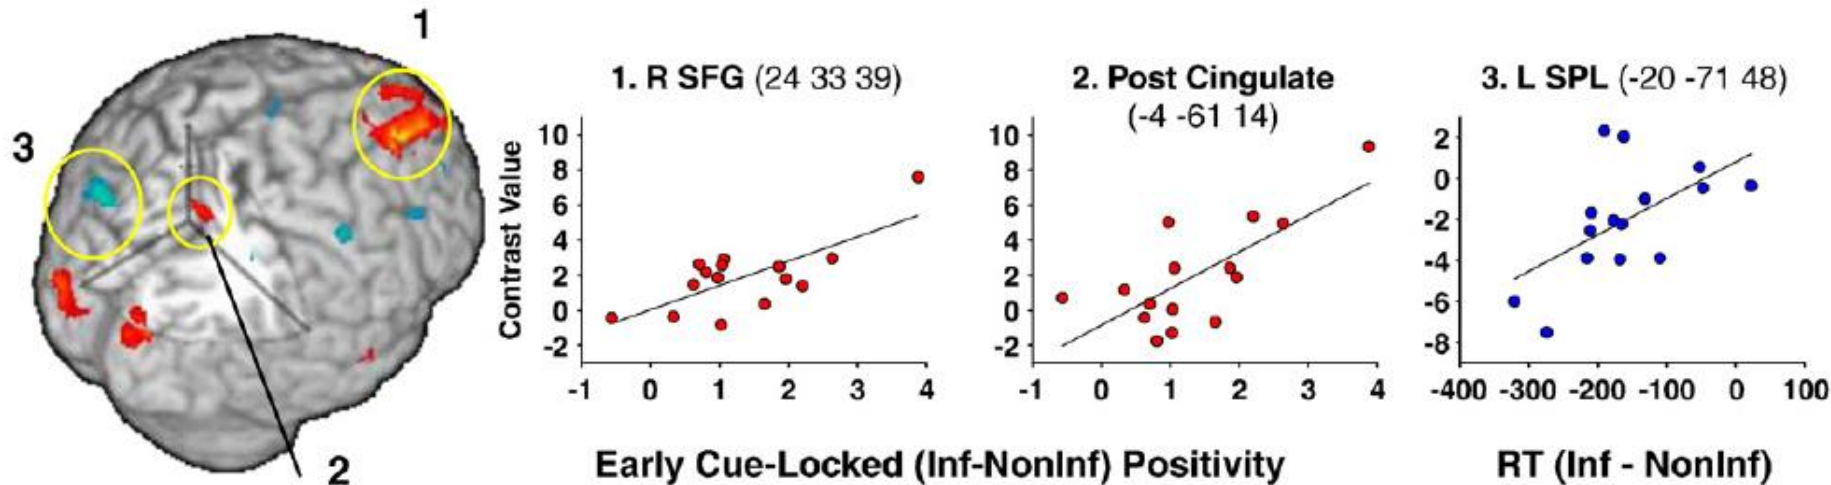 1
3
2
1. R SFG (24 33 39)
Contrast Value
10
8
6
4
2
0
-2
-1 0 1 2 3 4
2. Post Cingulate
(-4 -61 14)
10
8
6
4
2
0
-2
-1 0 1 2 3 4
Early Cue-Locked (Inf-NonInf) Positivity
3. L SPL (-20 -71 48)
2
0
-2
-4
-6
-8
-400 -300 -200 -100 0 100
RT (Inf - NonInf)